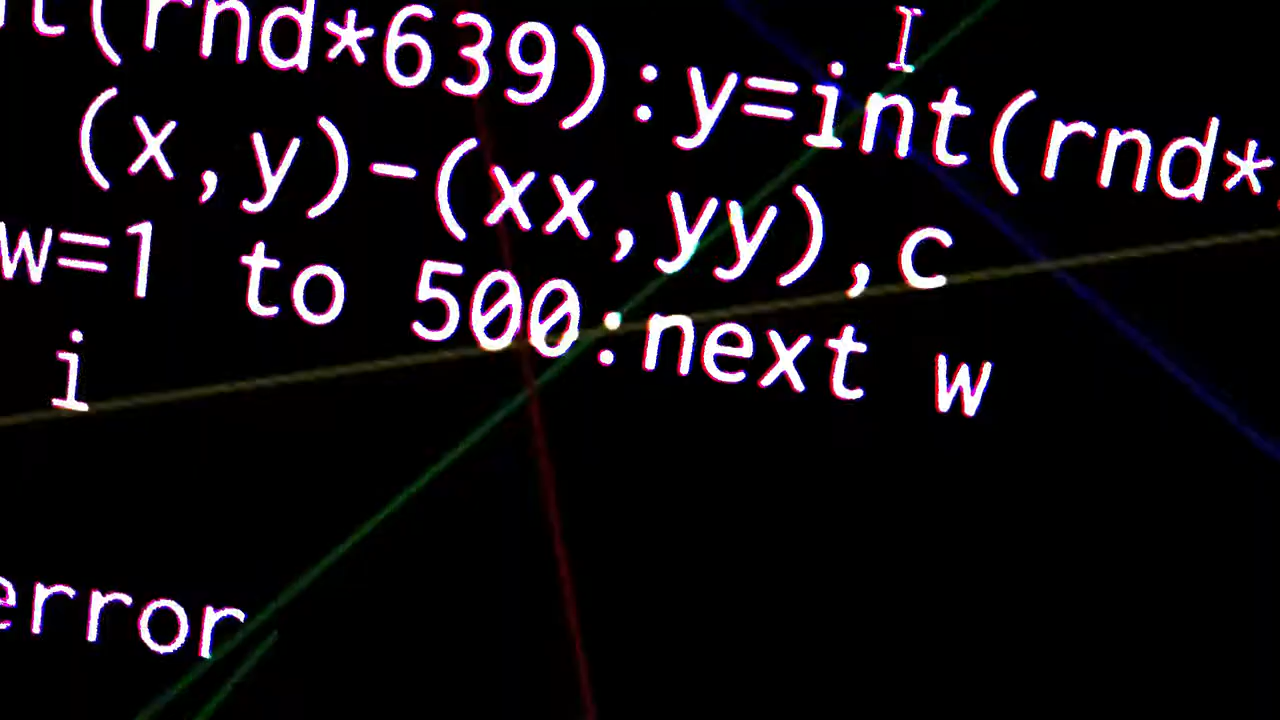 nt(rnd*639):y=int(rnd*
(x,y)-(xx,yy),c
w=1 to 500:next w
i
error